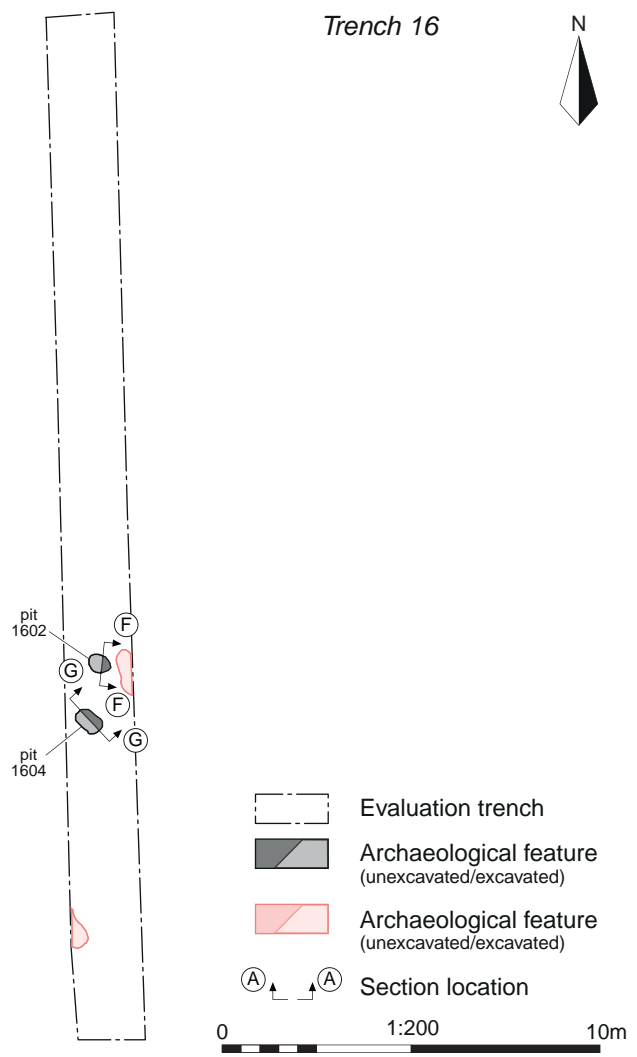 Trench 16
N
pit
1602
F
G
F
G
pit
1604
Evaluation trench
Archaeological feature
(unexcavated/excavated)
Archaeological feature
(unexcavated/excavated)
A A Section location
0 1:200 10m